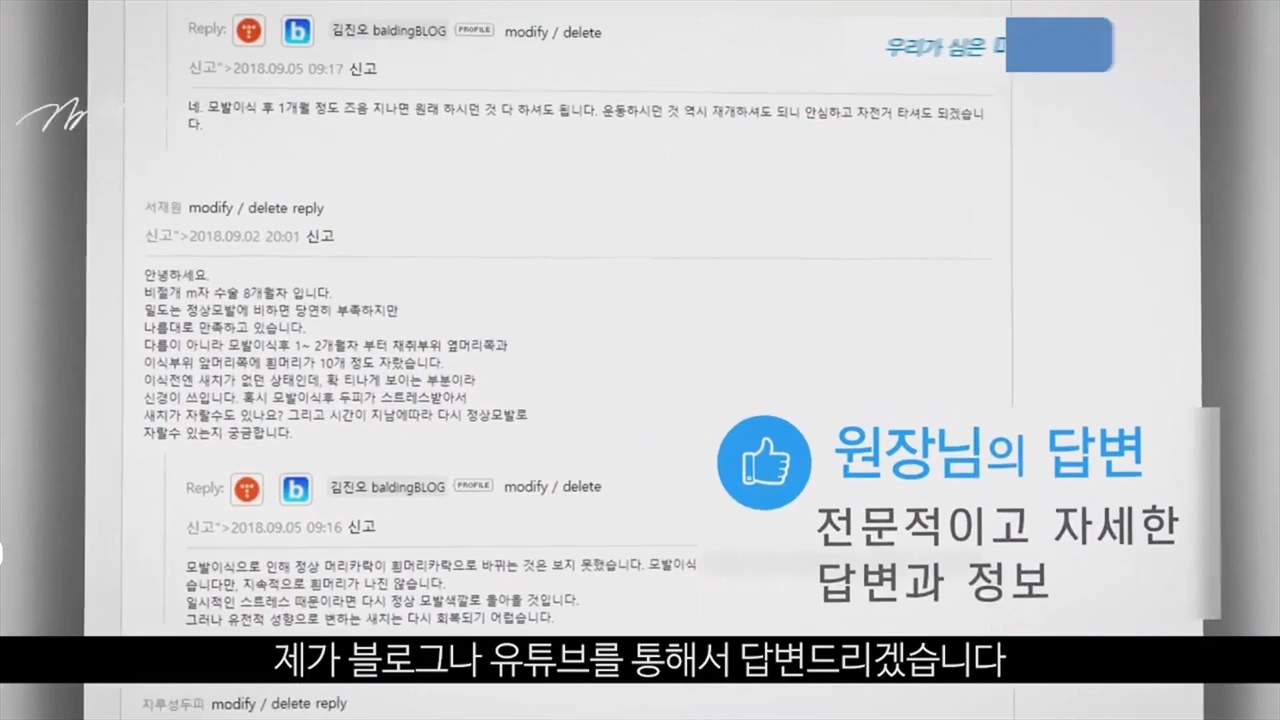 Reply: 김진오 baldingBLOG PROFILE modify / delete
우리가 심은
신고">2018.09.05 09:17 신고
네. 모발이식 후 1개월 정도 즈음 지나면 원래 하시던 것 다 하셔도 됩니다. 운동하시던 것 역시 재개하셔도 되니 안심하고 자전거 타셔도 되겠습니
다.
서재원 modify / delete reply
신고">2018.09.02 20:01 신고
안녕하세요.
비절개 m자 수술 8개월차 입니다.
밀도는 정상모발에 비하면 당연히 부족하지만
나름대로 만족하고 있습니다.
다름이 아니라 모발이식후 1~ 2개월차 부터 채취부위 옆머리쪽과
이식부위 앞머리쪽에 흰머리가 10개 정도 자랐습니다.
이식전엔 새치가 없던 상태인데, 확 티나게 보이는 부분이라
신경이 쓰입니다. 혹시 모발이식후 두피가 스트레스받아서
새치가 자랄수도 있나요? 그리고 시간이 지남에따라 다시 정상모발로
자랄수 있는지 궁금합니다.
Reply: b 김진오 baldingBLOG PROFILE modify / delete
신고">2018.09.05 09:16 신고
모발이식으로 인해 정상 머리카락이 흰머리카락으로 바뀌는 것은 보지 못했습니다. 모발이식
습니다만, 지속적으로 흰머리가 나진 않습니다.
일시적인 스트레스 때문이라면 다시 정상 모발색깔로 돌아올 것입니다.
그러나 유전적 성향으로 변하는 새치는 다시 회복되기 어렵습니다.
원장님의 답변
전문적이고 자세한
답변과 정보
제가 블로그나 유튜브를 통해서 답변드리겠습니다
지루성두피 modify / delete reply